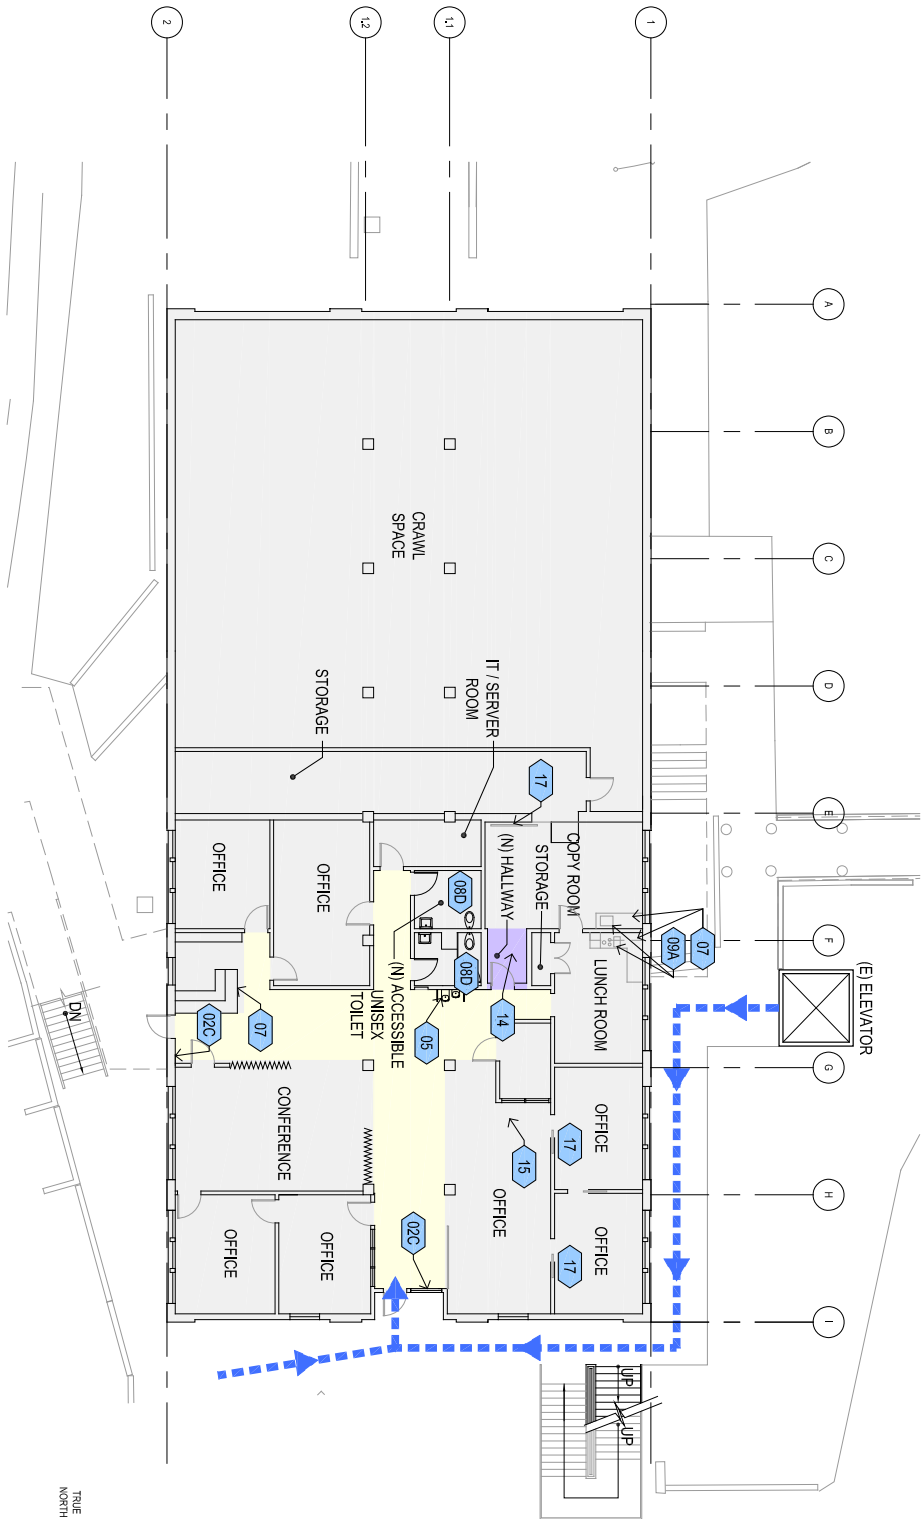 2
1.2
1.1
1
A
B
C
D
E
F
G
H
I
CRAWL
SPACE
IT / SERVER
ROOM
STORAGE
17
COPY ROOM
STORAGE
(N) HALLWAY
OFFICE
OFFICE
08D
08D
(N) ACCESSIBLE
UNISEX
TOILET
07
09A
LUNCH ROOM
(E) ELEVATOR
14
05
07
02C
DN
CONFERENCE
OFFICE
17
15
OFFICE
OFFICE
17
02C
OFFICE
OFFICE
UP
UP
TRUE
NORTH